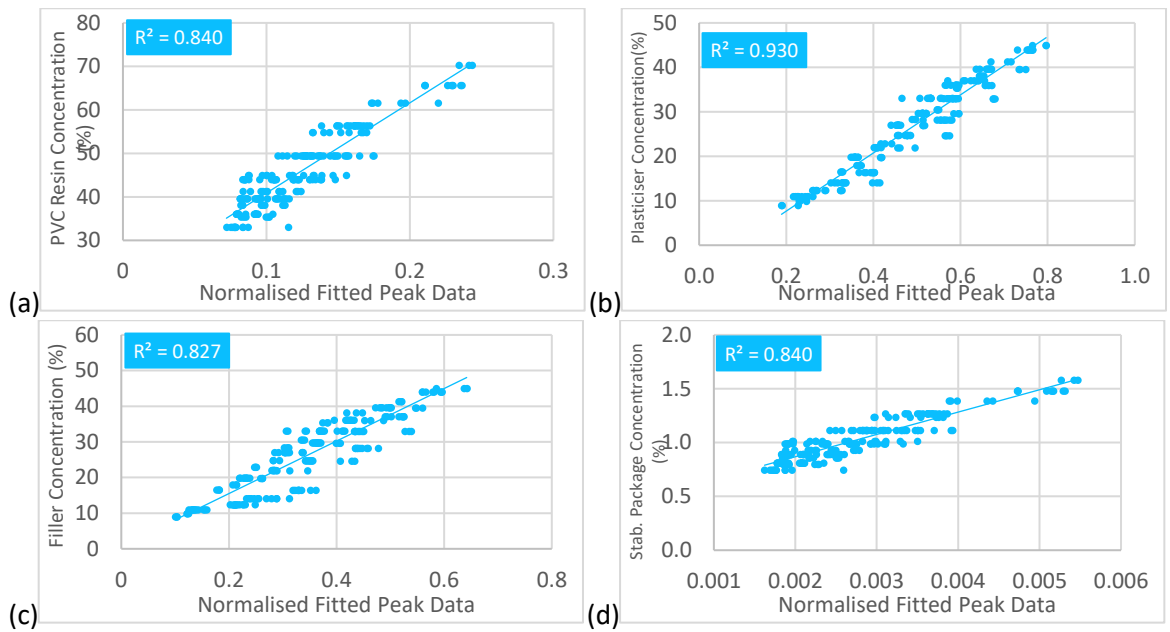 R² = 0.840
PVC Resin Concentration
(%)
80
70
60
50
40
30
0
0.1
0.2
0.3
Normalised Fitted Peak Data
(a)
R² = 0.930
Plasticiser Concentration(%)
50
40
30
20
10
0
0.0
0.2
0.4
0.6
0.8
1.0
Normalised Fitted Peak Data
(b)
R² = 0.827
Filler Concentration (%)
60
50
40
30
20
10
0
0
0.2
0.4
0.6
0.8
Normalised Fitted Peak Data
(c)
R² = 0.840
Stab. Package Concentration
(%)
2.0
1.5
1.0
0.5
0.0
0.001
0.002
0.003
0.004
0.005
0.006
Normalised Fitted Peak Data
(d)